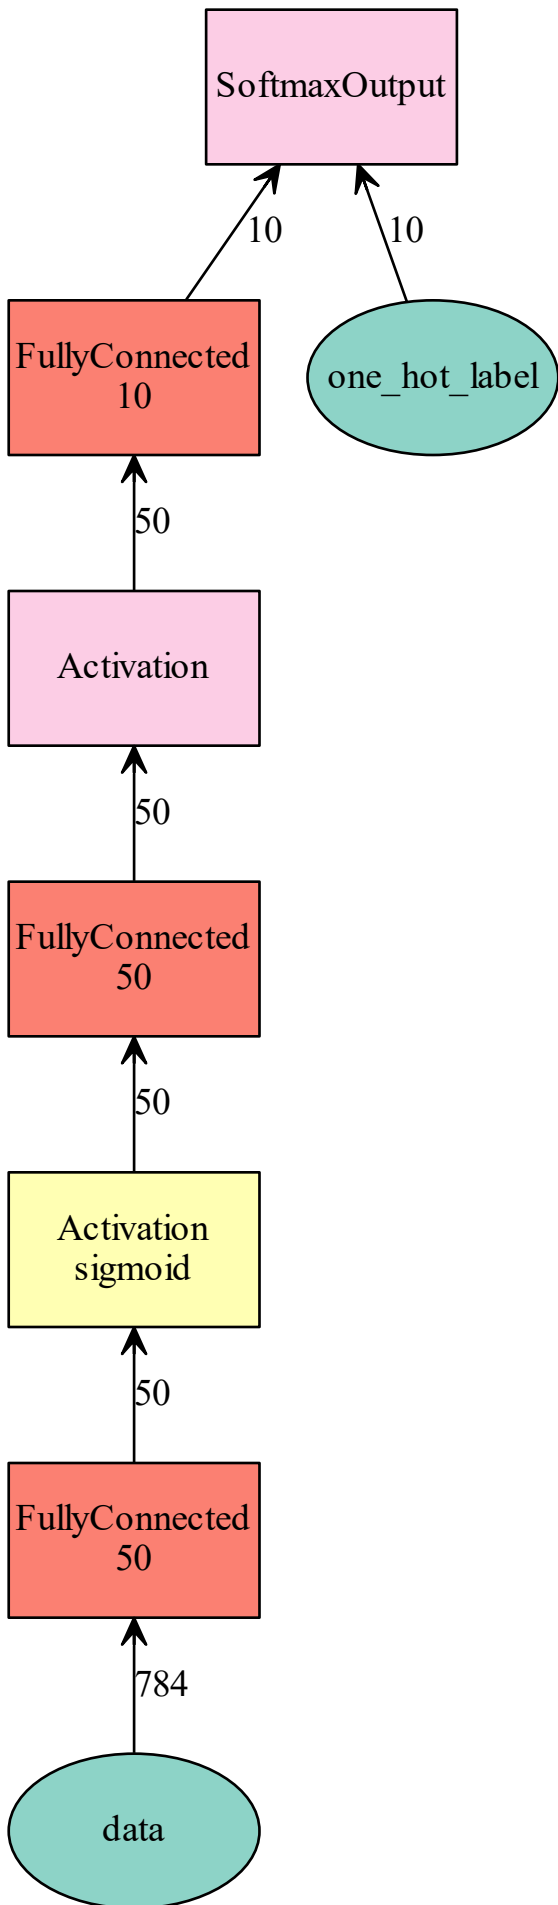 SoftmaxOutput
10
10
FullyConnected
10
one_hot_label
50
Activation
50
FullyConnected
50
50
Activation
sigmoid
50
FullyConnected
50
784
data